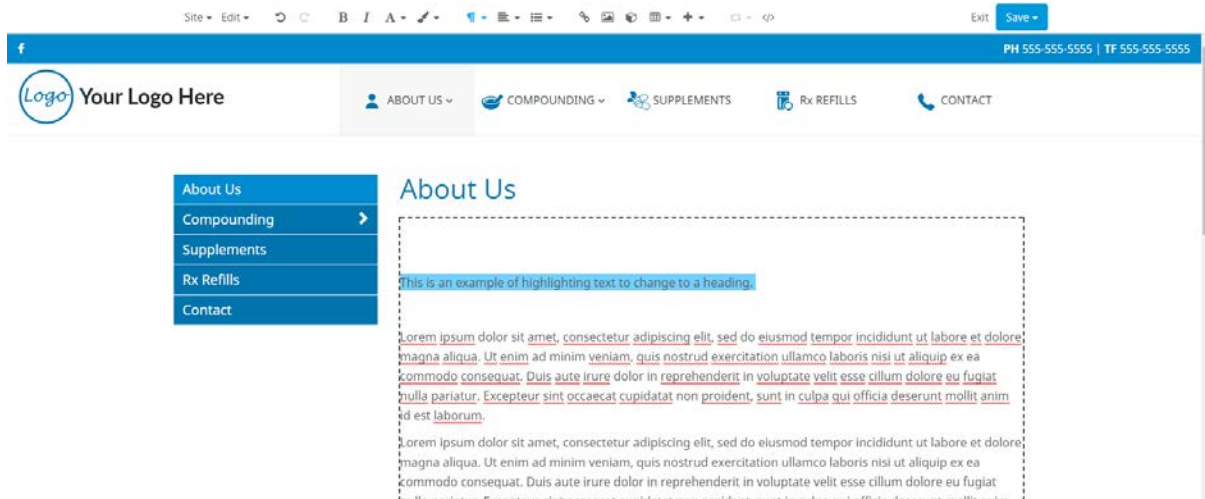 Site Edit B I A Exit Save
f PH 555-555-5555 | TF 555-555-5555
Logo Your Logo Here ABOUT US COMPOUNDING SUPPLEMENTS Rx REFILLS CONTACT
About Us
Compounding
Supplements
Rx Refills
Contact
About Us
This is an example of highlighting text to change to a heading.
Lorem ipsum dolor sit amet, consectetur adipiscing elit, sed do eiusmod tempor incididunt ut labore et dolore
magna aliqua. Ut enim ad minim veniam, quis nostrud exercitation ullamco laboris nisi ut aliquip ex ea
commodo consequat. Duis aute irure dolor in reprehenderit in voluptate velit esse cillum dolore eu fugiat
nulla pariatur. Excepteur sint occaecat cupidatat non proident, sunt in culpa qui officia deserunt mollit anim
id est laborum.
Lorem ipsum dolor sit amet, consectetur adipiscing elit, sed do eiusmod tempor incididunt ut labore et dolore
magna aliqua. Ut enim ad minim veniam, quis nostrud exercitation ullamco laboris nisi ut aliquip ex ea
commodo consequat. Duis aute irure dolor in reprehenderit in voluptate velit esse cillum dolore eu fugiat